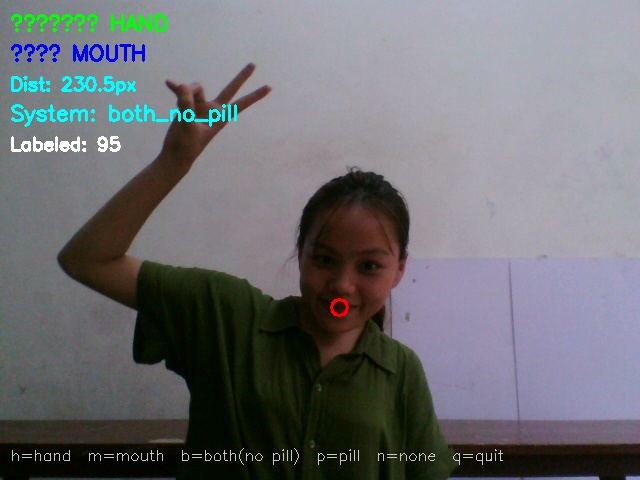 ??????? HAND
???? MOUTH
Dist: 230.5px
System: both_no_pill
Labeled: 95
h=hand m=mouth b=both(no pill) p=pill n=none q=quit